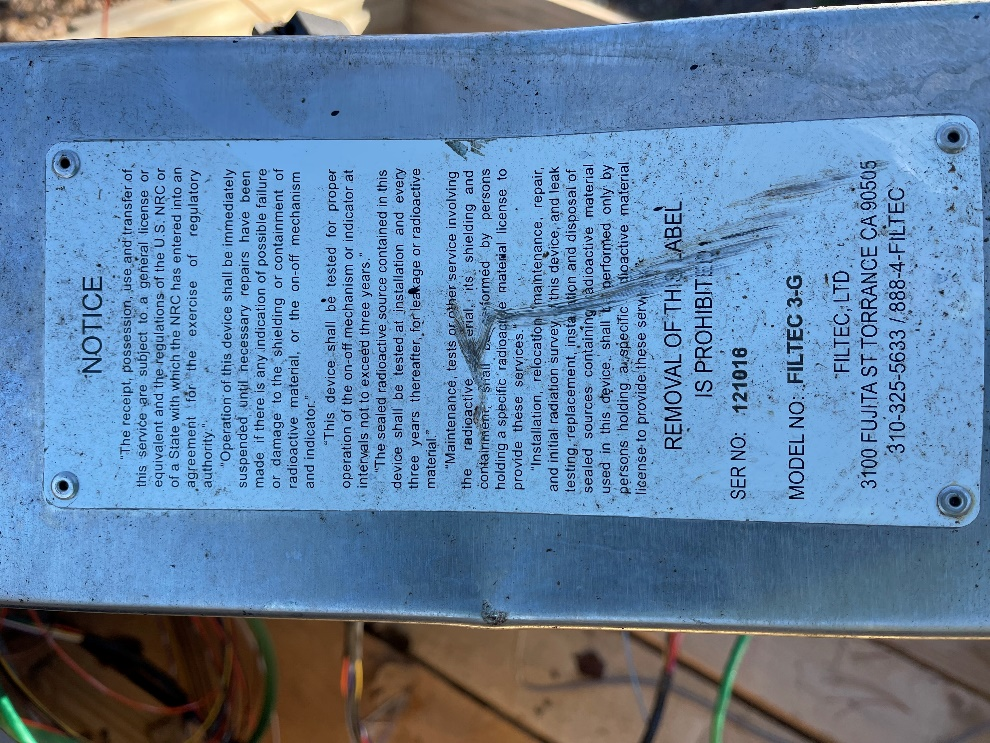 NOTICE
"The receipt, possession, use and transfer of
this service are subject to a general license or
equivalent and the regulations of the U.S. NRC or
of a State with which the NRC has entered into an
agreement for the exercise of regulatory
authority".
"Operation of this device shall be immediately
suspended until necessary repairs have been
made if there is any indication of possible failure
or damage to the shielding or containment of
radioactive material, or the on-off mechanism
and indicator."
"This device shall be tested for proper
operation of the on-off mechanism or indicator at
intervals not to exceed three years."
"The sealed radioactive source contained in this
device shall be tested at installation and every
three years thereafter, for leakage or radioactive
material."
"Maintenance, tests or other service involving
the radioactive material, its shielding and
containment, shall performed by persons
holding a specific radioactive material license to
provide these services."
"Installation, relocation, maintenance, repair,
and initial radiation survey of this device, and leak
testing, replacement, installation and disposal of
sealed sources containing radioactive material
used in this device, shall be performed only by
persons holding a specific radioactive material
license to provide these servi
REMOVAL OF THI LABEL
IS PROHIBITED
SER NO: 121016
MODEL NO: FILTEC 3-G
FILTEC, LTD
3100 FUJITA ST TORRANCE CA 90505
310-325-5633 / 888-4-FILTEC